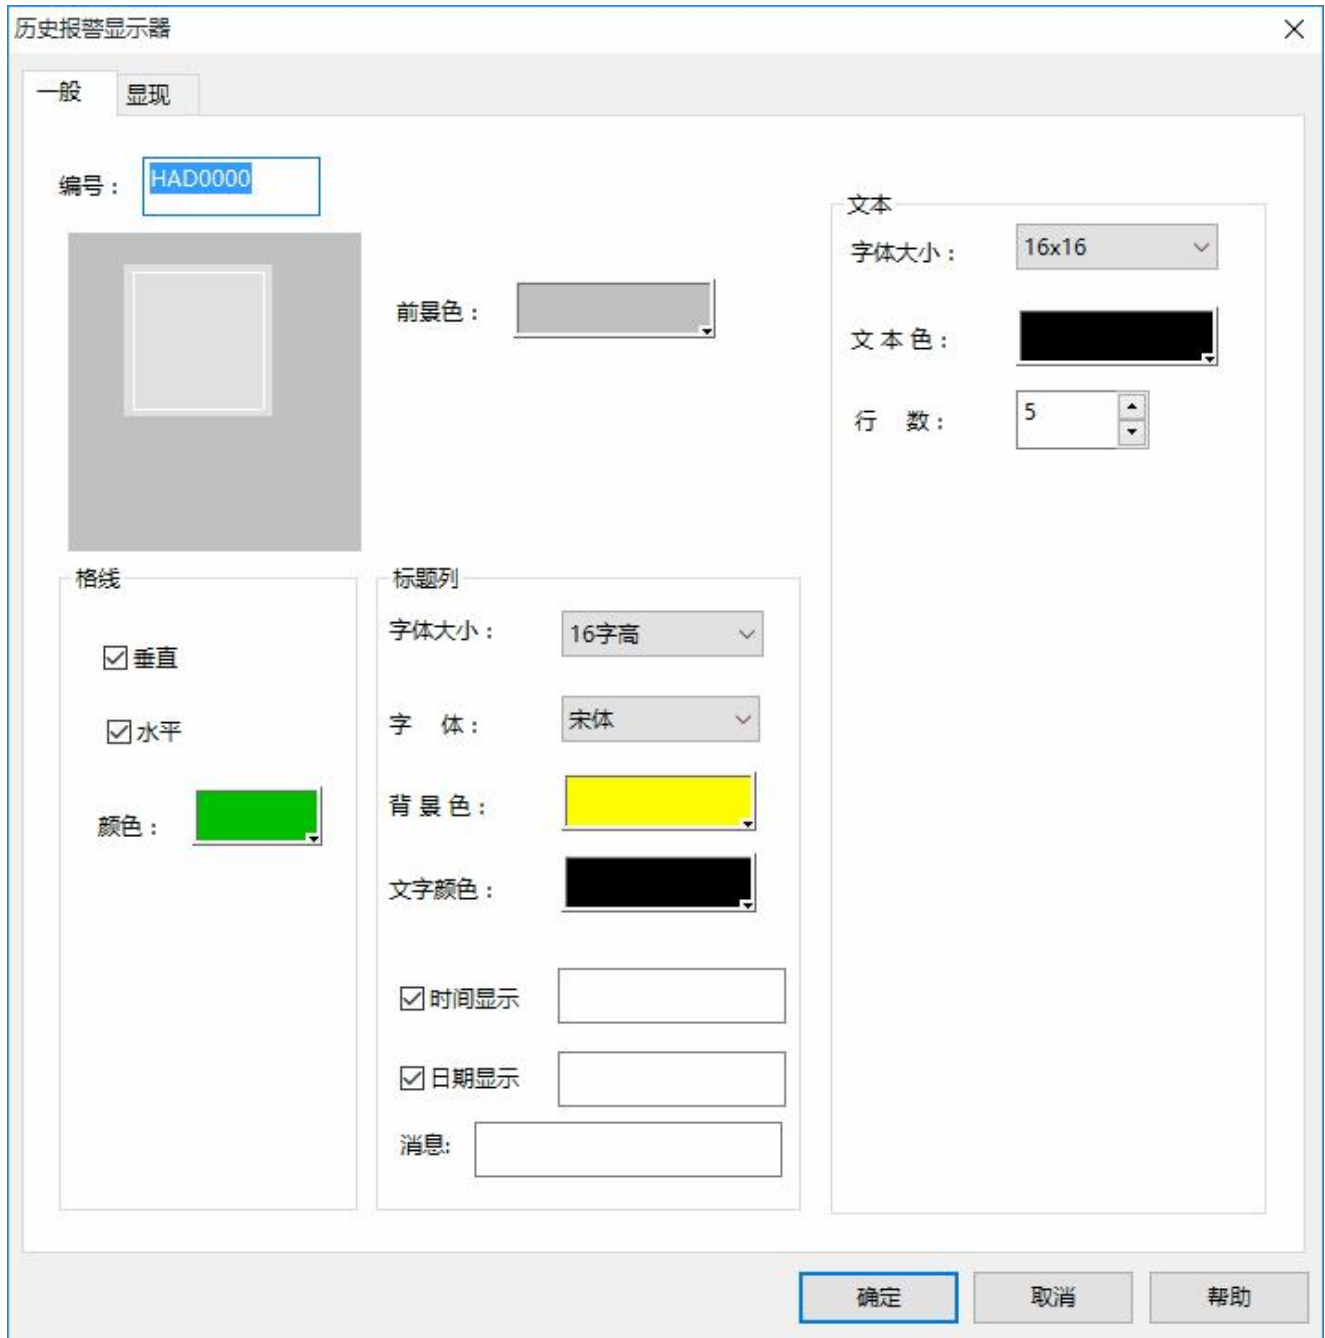 历史报警显示器
一般
显现
编号：
HAD0000
前景色：
文本
字体大小：
16x16
文 本 色：
行 数：
5
格线
垂直
水平
颜色：
标题列
字体大小：
16字高
字 体：
宋体
背 景 色：
文字颜色：
时间显示
日期显示
消息:
确定
取消
帮助